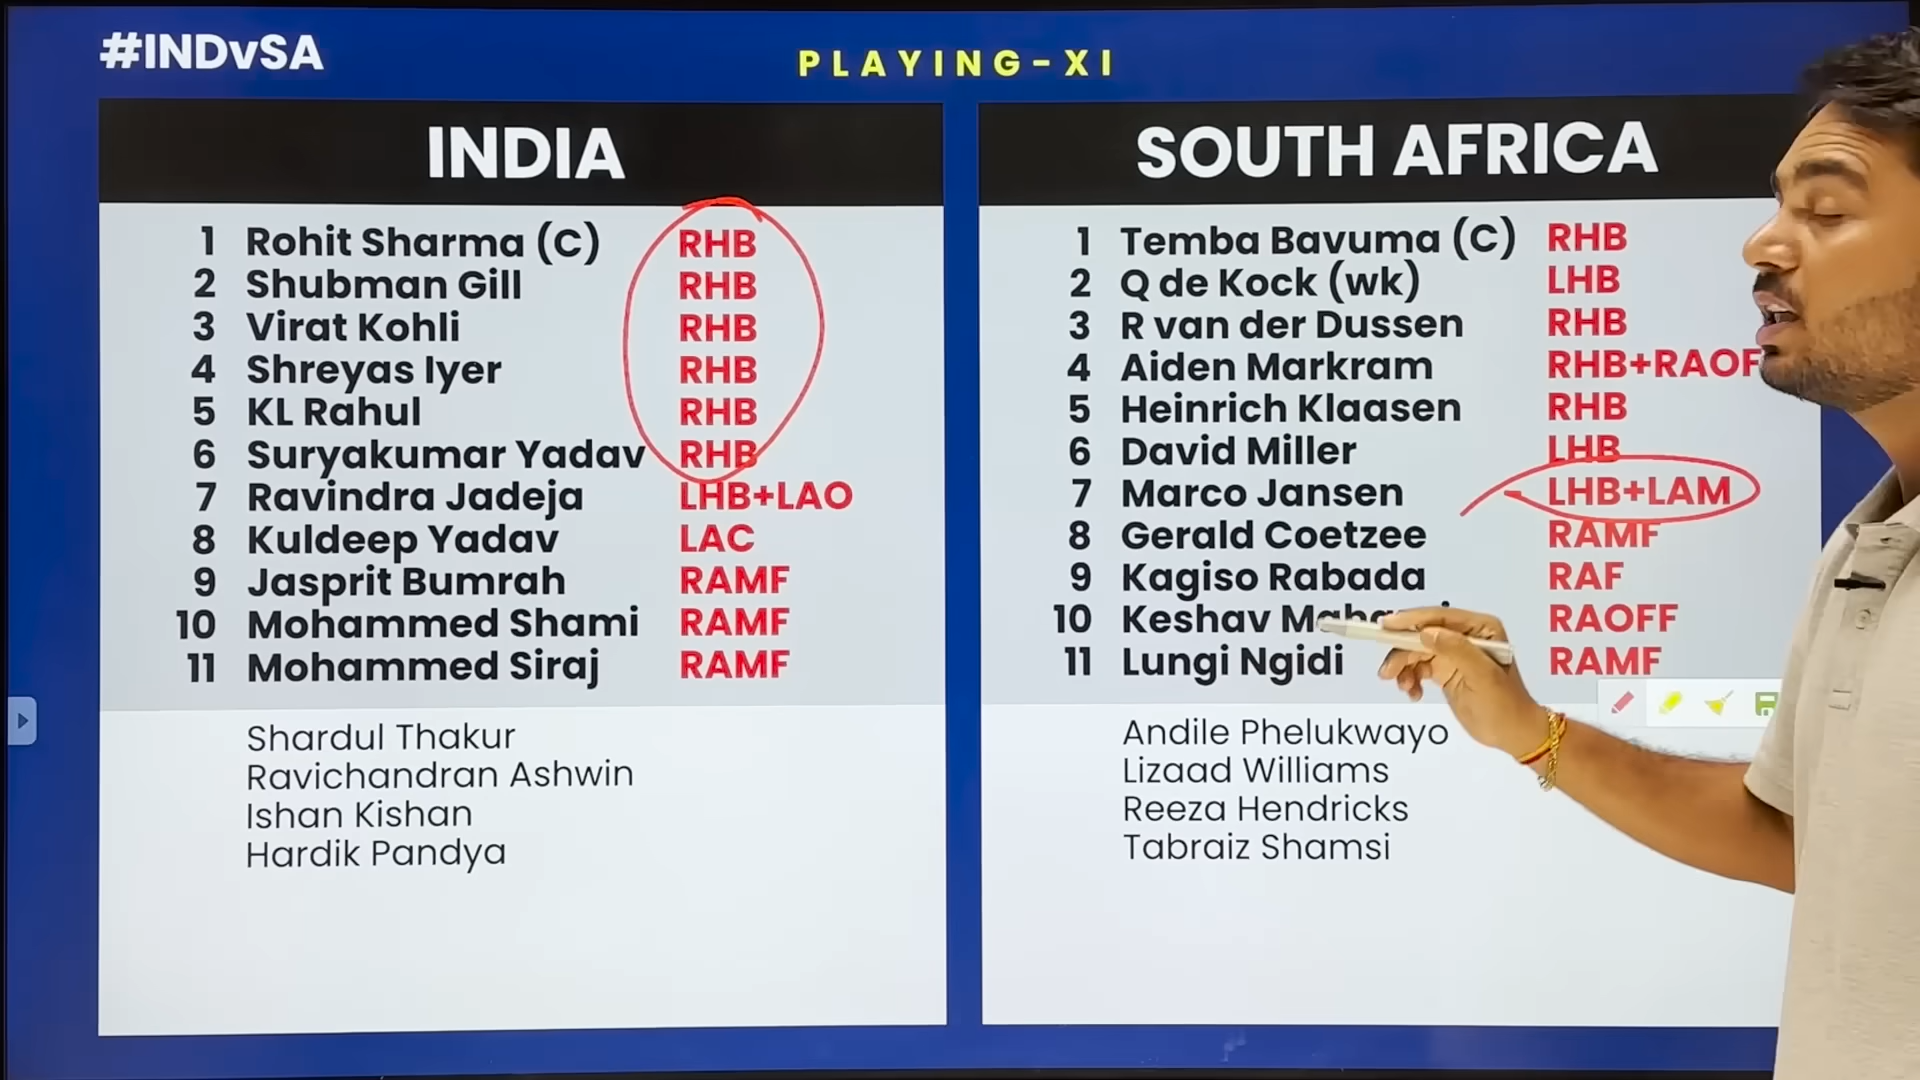 #INDvSA
PLAYING-XI
INDIA
1 Rohit Sharma (C) RHB
2 Shubman Gill RHB
3 Virat Kohli RHB
4 Shreyas Iyer RHB
5 KL Rahul RHB
6 Suryakumar Yadav RHB
7 Ravindra Jadeja LHB+LAO
8 Kuldeep Yadav LAC
9 Jasprit Bumrah RAMF
10 Mohammed Shami RAMF
11 Mohammed Siraj RAMF
Shardul Thakur
Ravichandran Ashwin
Ishan Kishan
Hardik Pandya
SOUTH AFRICA
1 Temba Bavuma (C) RHB
2 Q de Kock (wk) LHB
3 R van der Dussen RHB
4 Aiden Markram RHB+RAOF
5 Heinrich Klaasen RHB
6 David Miller LHB
7 Marco Jansen LHB+LAM
8 Gerald Coetzee RAMF
9 Kagiso Rabada RAF
10 Keshav RAOFF
11 Lungi Ngidi RAMF
Andile Phelukwayo
Lizaad Williams
Reeza Hendricks
Tabraiz Shamsi